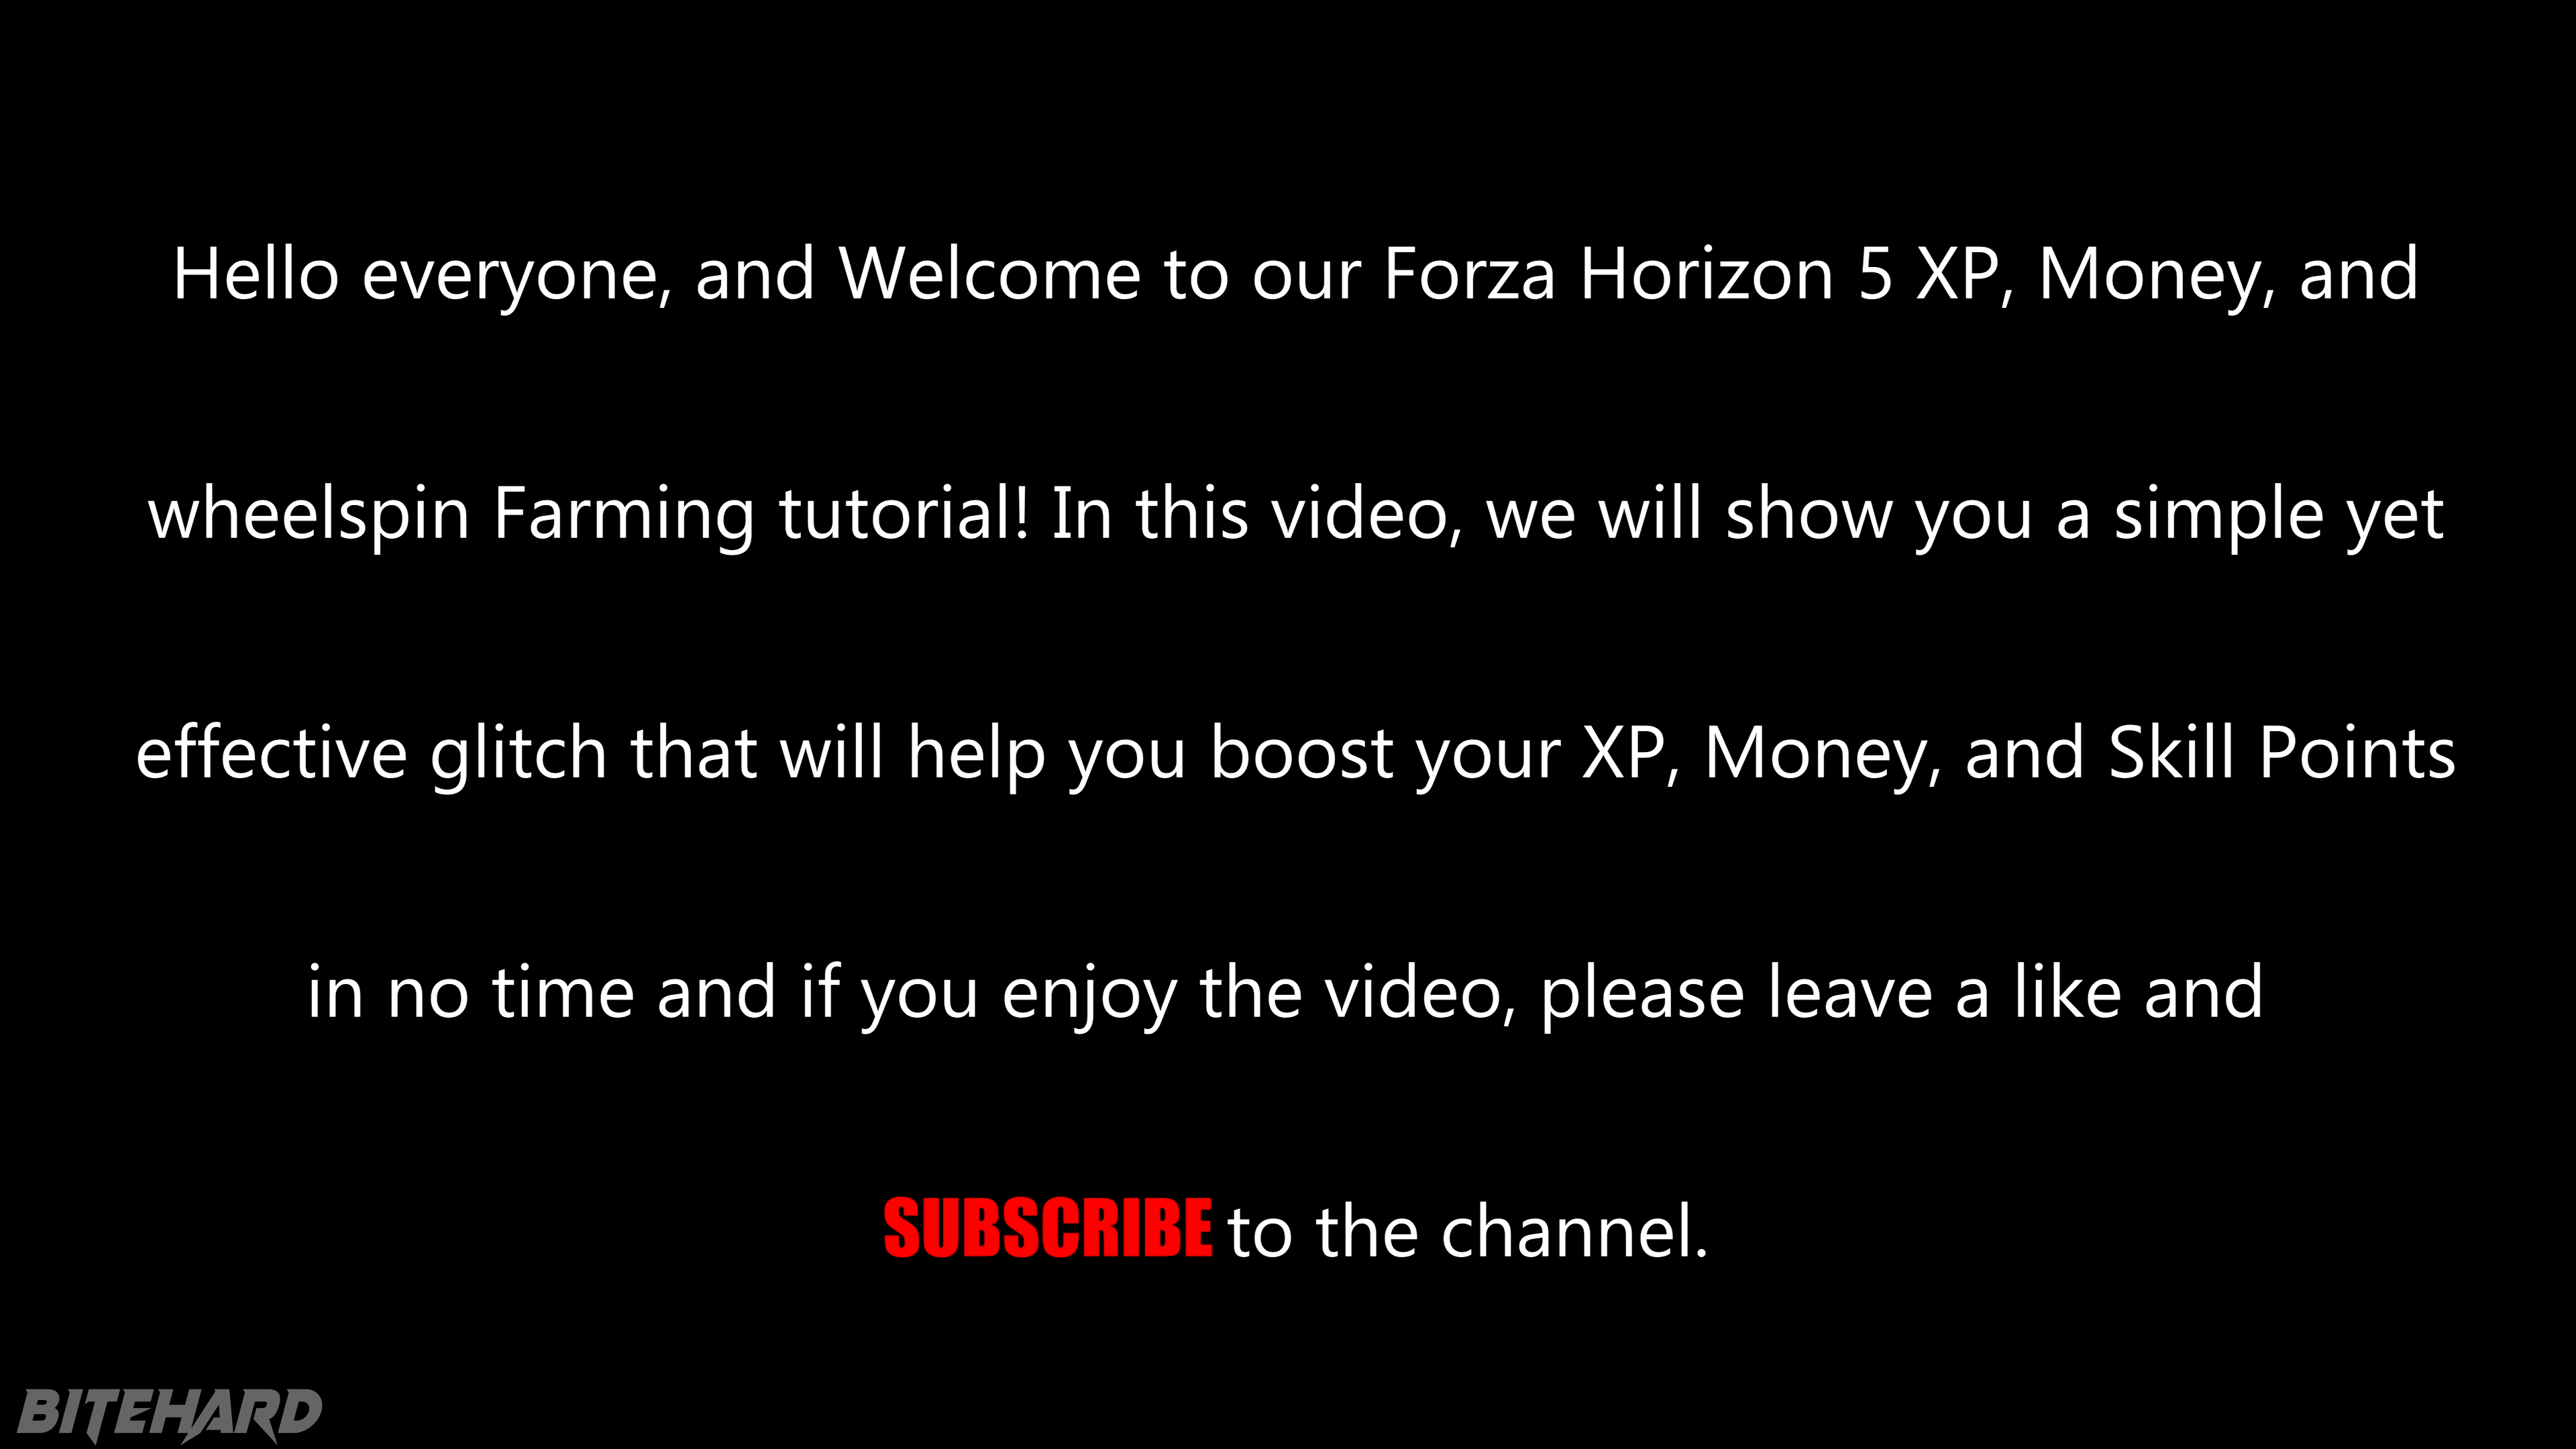 Hello everyone, and Welcome to our Forza Horizon 5 XP, Money, and
wheelspin Farming tutorial! In this video, we will show you a simple yet
effective glitch that will help you boost your XP, Money, and Skill Points
in no time and if you enjoy the video, please leave a like and
SUBSCRIBE to the channel.
BITEHARD